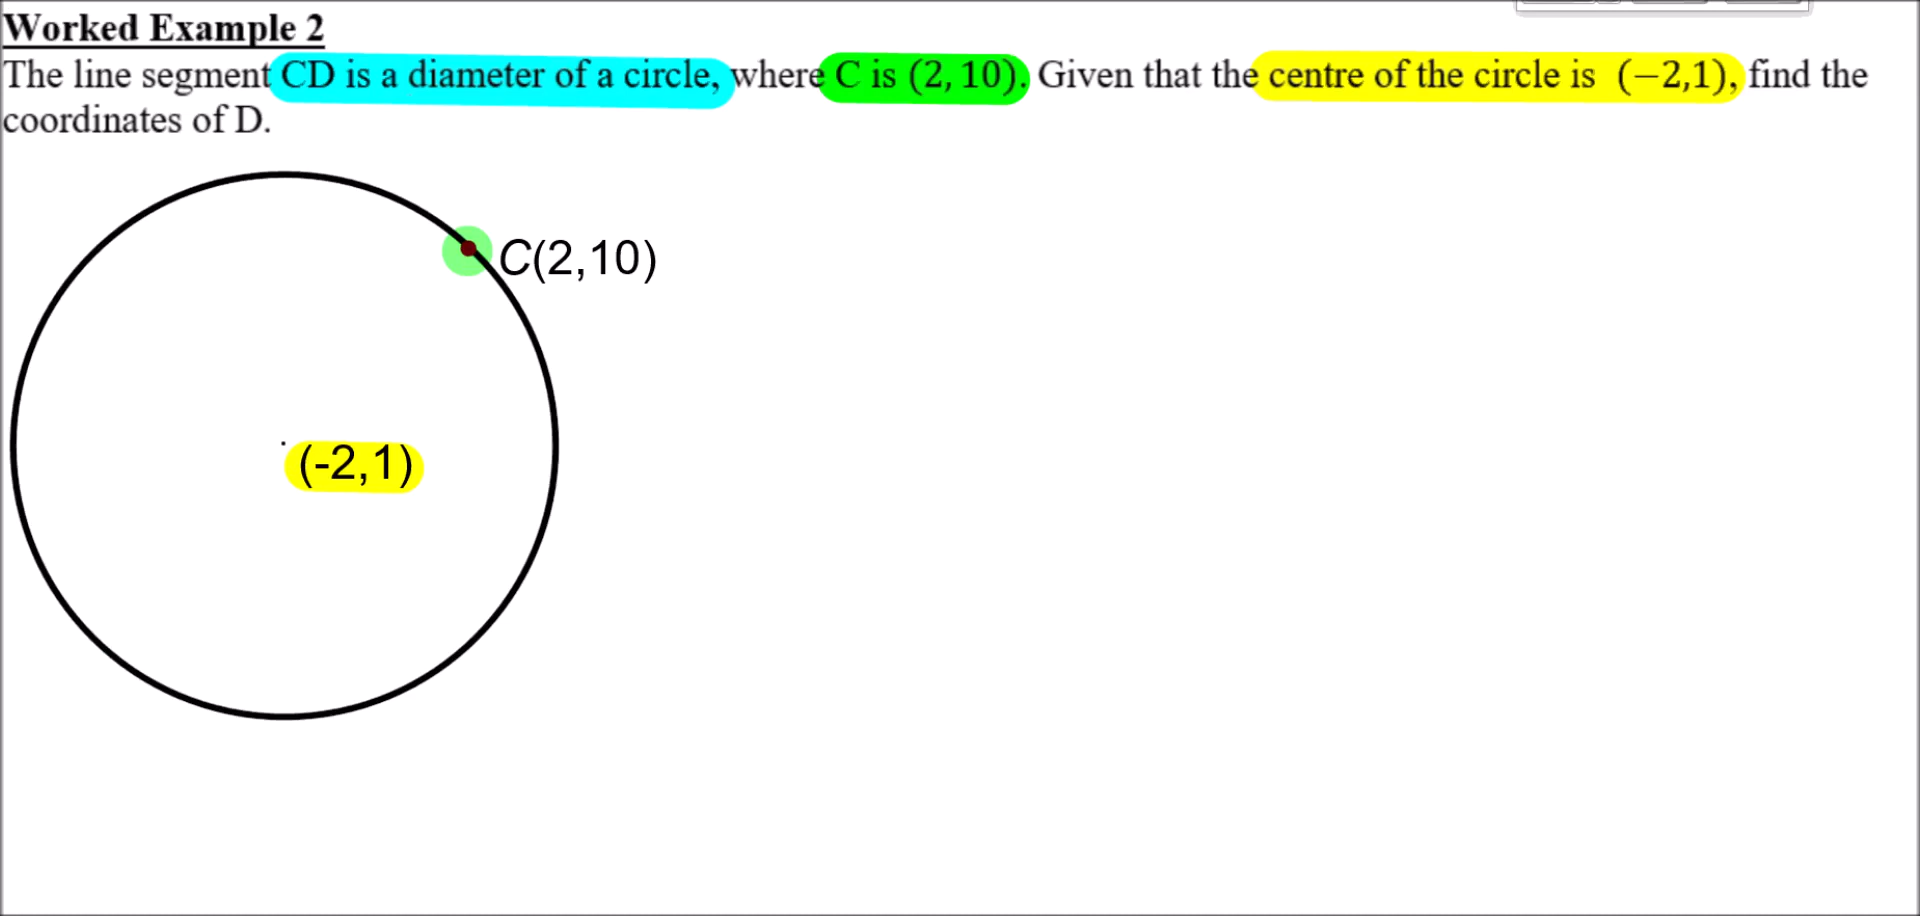 Worked Example 2
The line segment CD is a diameter of a circle, where C is (2, 10). Given that the centre of the circle is (−2,1), find the
coordinates of D.
C(2,10)
(-2,1)